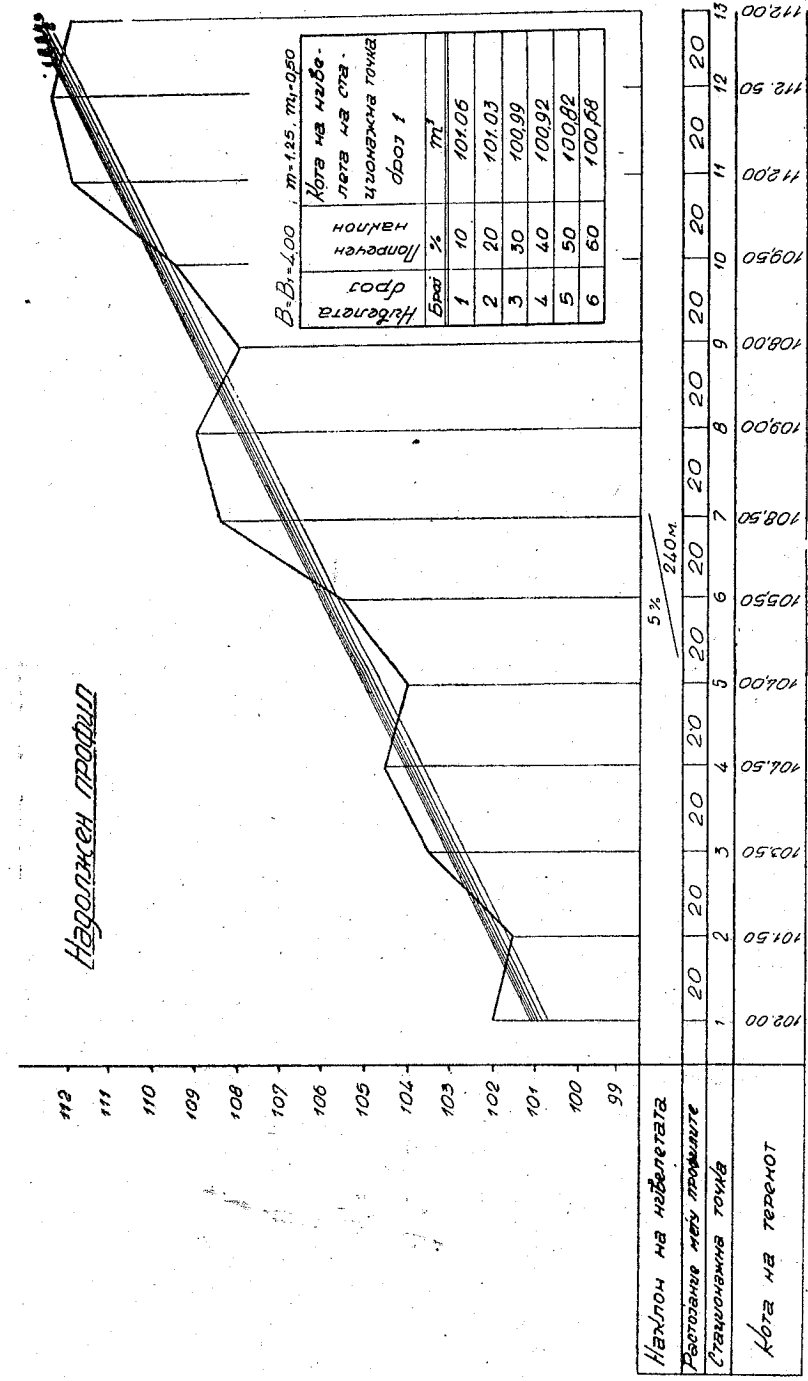 Надолжен профил
B=B₁=4,00 ; m=1.25, m₁=0,50
Нивелета број | Попречен наклон | Кота на нивелета на стационажна точка број 1
Број | % | m'
1 | 10 | 101.06
2 | 20 | 101.03
3 | 30 | 100,99
4 | 40 | 100,92
5 | 50 | 100,82
6 | 60 | 100,68
112
111
110
109
108
107
106
105
104
103
102
101
100
99
Наклон на нивелетата 5% 240 м.
Растојание меѓу профилите 20 20 20 20 20 20 20 20 20 20 20 20
Стационажна точка 1 2 3 4 5 6 7 8 9 10 11 12 13
Кота на теренот 102.00 101.50 103.50 104,50 104,00 105,50 108,50 109,00 108,00 109,50 112,00 112.50 112,00